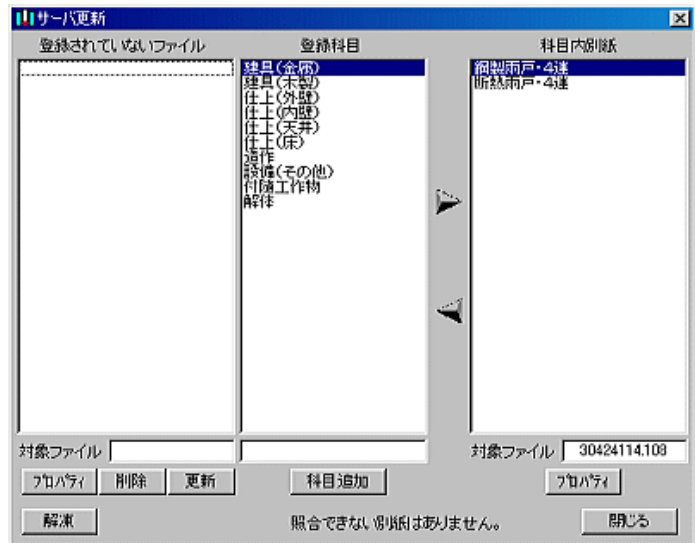 サーバ更新
登録されていないファイル
登録科目
科目内別紙
建具(金属)
建具(木製)
仕上(外壁)
仕上(内壁)
仕上(天井)
仕上(床)
造作
設備(その他)
付随工作物
解体
鋼製雨戸・4連
断熱雨戸・4連
対象ファイル
対象ファイル 30424114.108
プロパティ 削除 更新 科目追加 プロパティ
解凍 照合できない別紙はありません。 閉じる